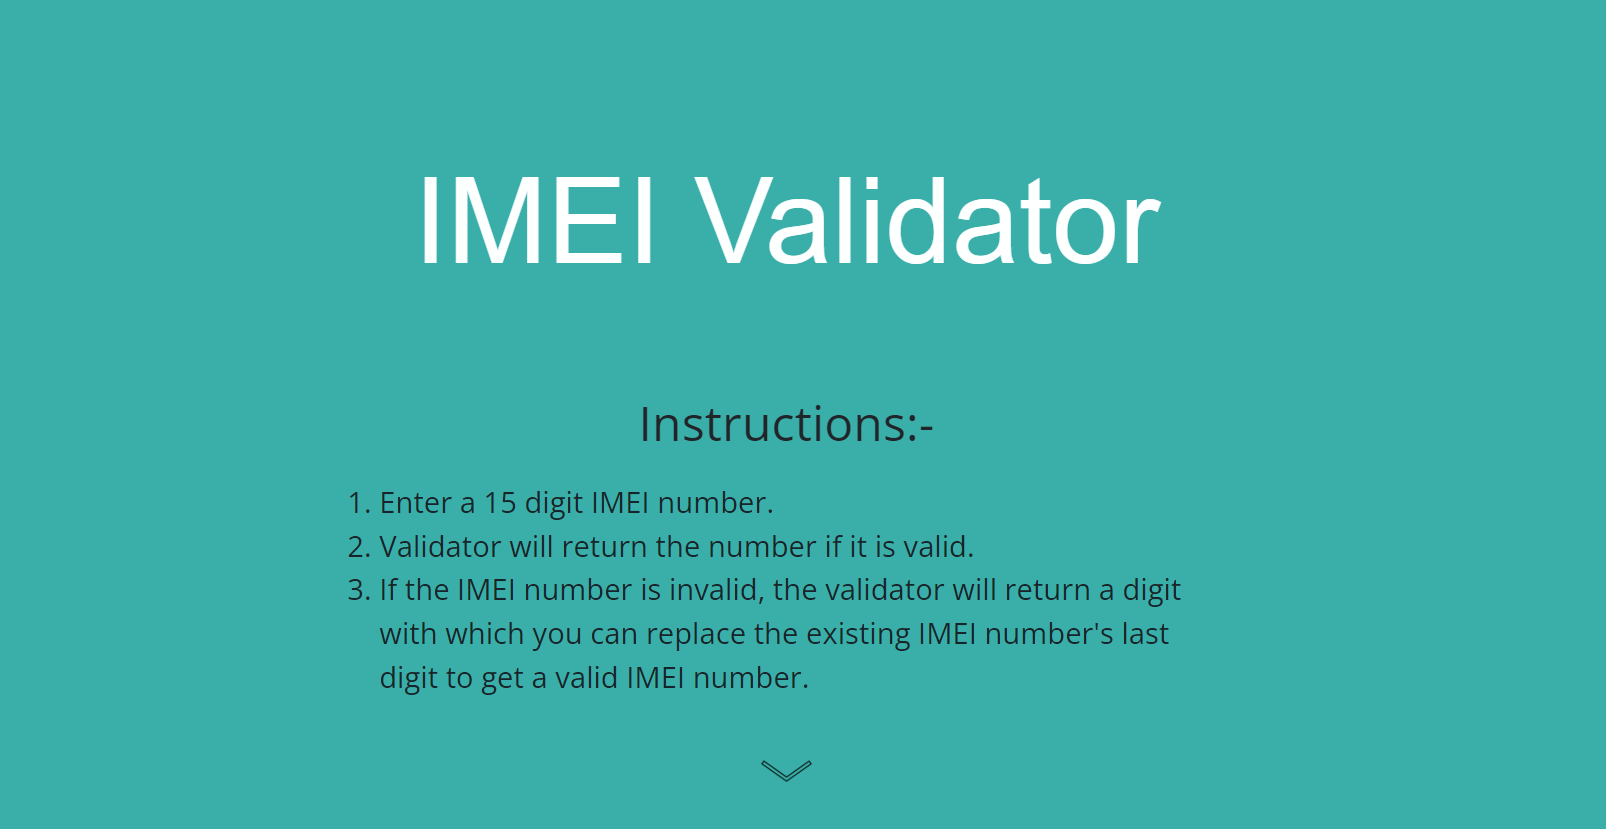 IMEI Validator
Instructions:-
1. Enter a 15 digit IMEI number.
2. Validator will return the number if it is valid.
3. If the IMEI number is invalid, the validator will return a digit
with which you can replace the existing IMEI number's last
digit to get a valid IMEI number.